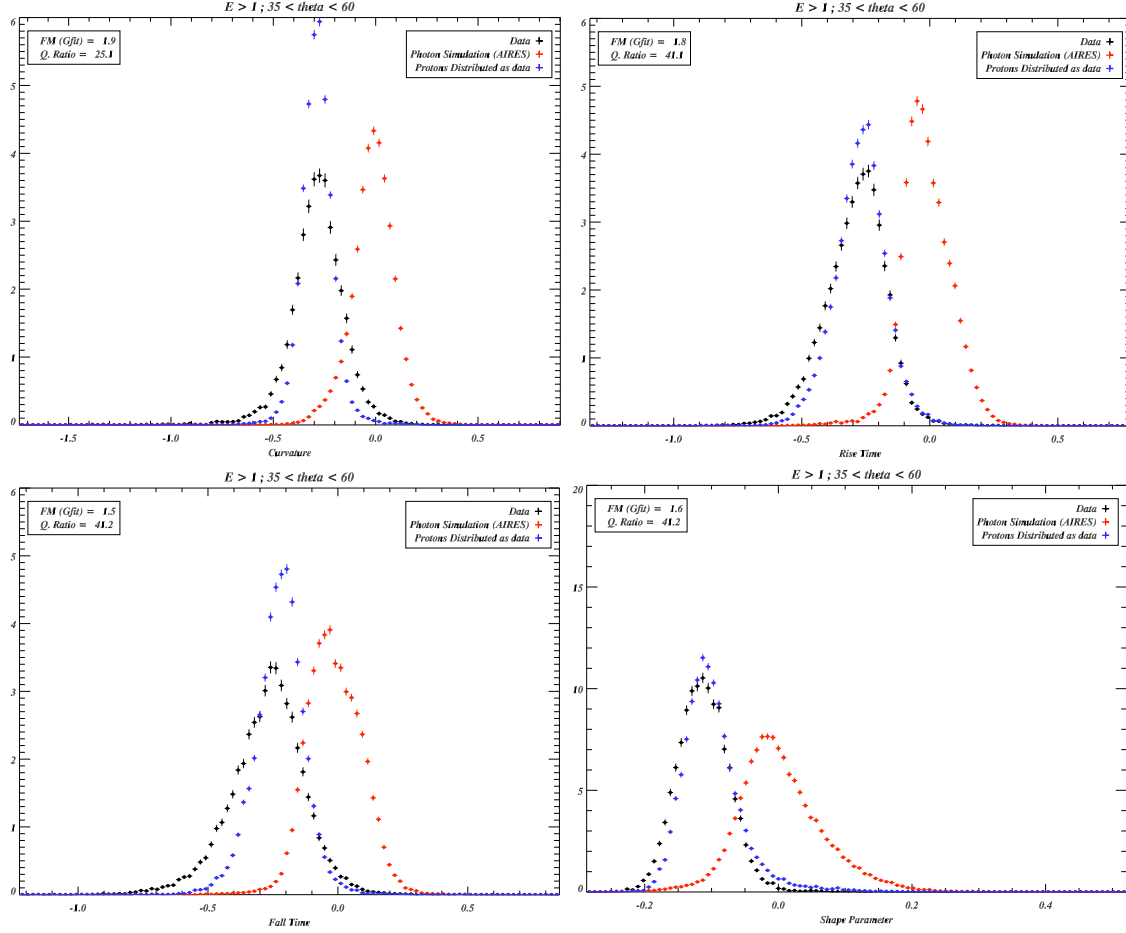 E > 1 ; 35 < theta < 60
FM (Gfit) = 1.9
Q. Ratio = 25.1
Data
Photon Simulation (AIRES)
Protons Distributed as data
6
5
4
3
2
1
0
-1.5
-1.0
-0.5
0.0
0.5
Curvature
E > 1 ; 35 < theta < 60
FM (Gfit) = 1.8
Q. Ratio = 41.1
Data
Photon Simulation (AIRES)
Protons Distributed as data
6
5
4
3
2
1
0
-1.0
-0.5
0.0
0.5
Rise Time
E > 1 ; 35 < theta < 60
FM (Gfit) = 1.5
Q. Ratio = 41.2
Data
Photon Simulation (AIRES)
Protons Distributed as data
6
5
4
3
2
1
0
-1.0
-0.5
0.0
0.5
Fall Time
E > 1 ; 35 < theta < 60
FM (Gfit) = 1.6
Q. Ratio = 41.2
Data
Photon Simulation (AIRES)
Protons Distributed as data
20
15
10
5
0
-0.2
0.0
0.2
0.4
Shape Parameter